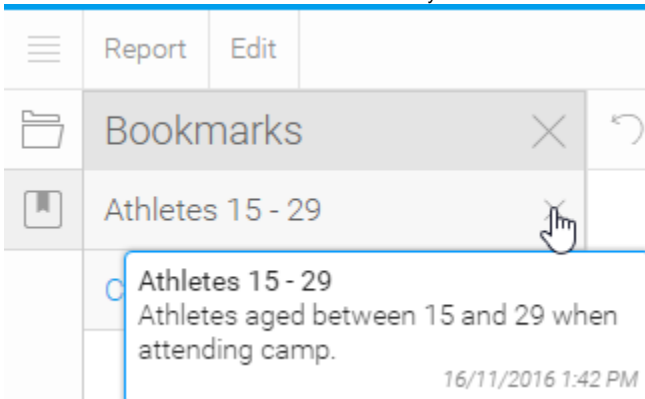 Report Edit
Bookmarks
Athletes 15 - 29
C
Athletes 15 - 29
Athletes aged between 15 and 29 when
attending camp.
16/11/2016 1:42 PM